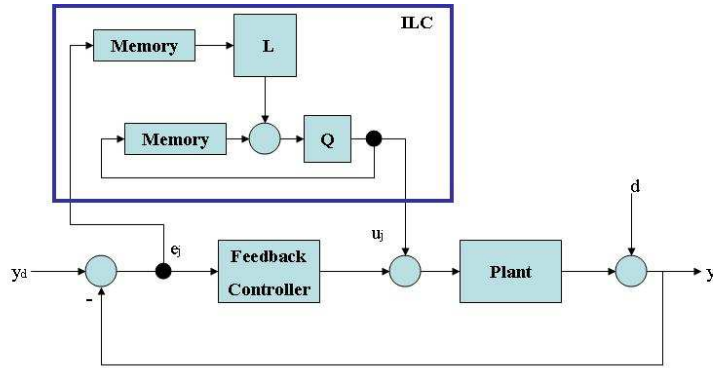 ILC
Memory
L
Memory
Q
d
ej
uj
yd
Feedback
Controller
Plant
y
-